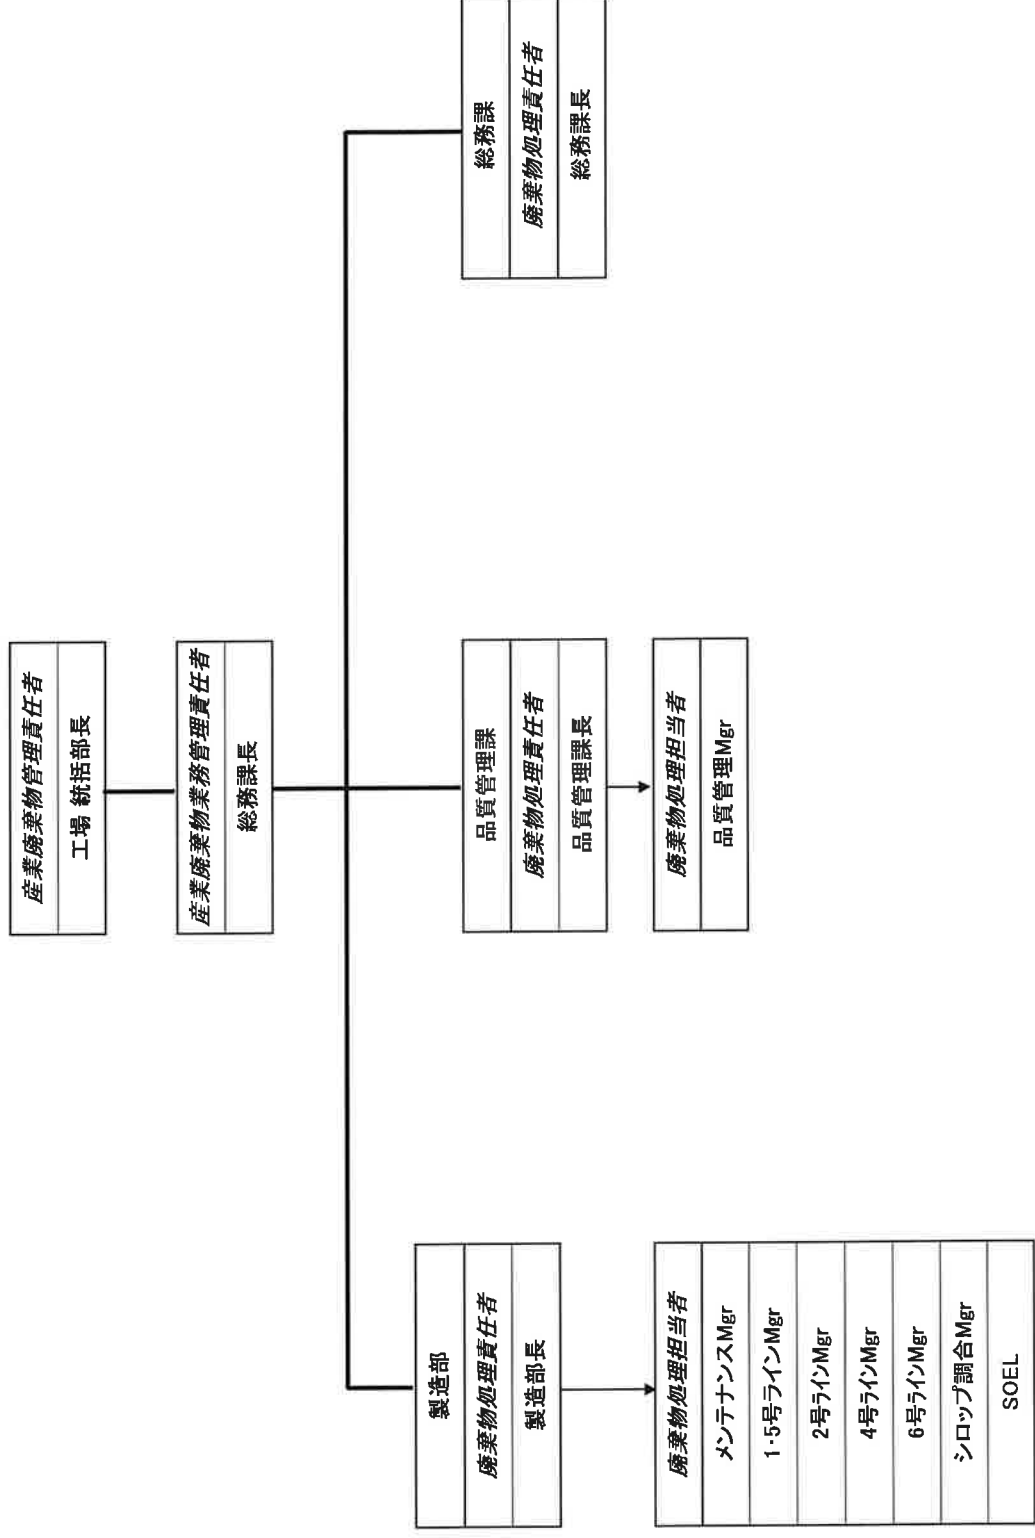 産業廃棄物管理責任者
工場 統括部長
産業廃棄物業務管理責任者
総務課長
製造部
廃棄物処理責任者
製造部長
廃棄物処理担当者
メンテナンスMgr
1・5号ラインMgr
2号ラインMgr
4号ラインMgr
6号ラインMgr
シロップ調合Mgr
SOEL
品質管理課
廃棄物処理責任者
品質管理課長
廃棄物処理担当者
品質管理Mgr
総務課
廃棄物処理責任者
総務課長